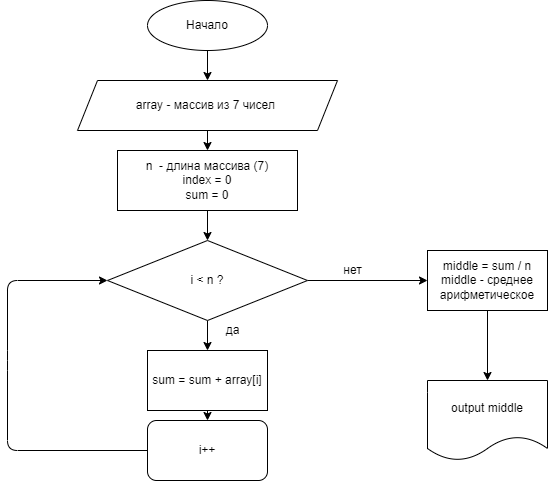 Начало
array - массив из 7 чисел
n - длина массива (7)
index = 0
sum = 0
i < n ?
нет
middle = sum / n
middle - среднее
арифметическое
да
sum = sum + array[i]
output middle
i++